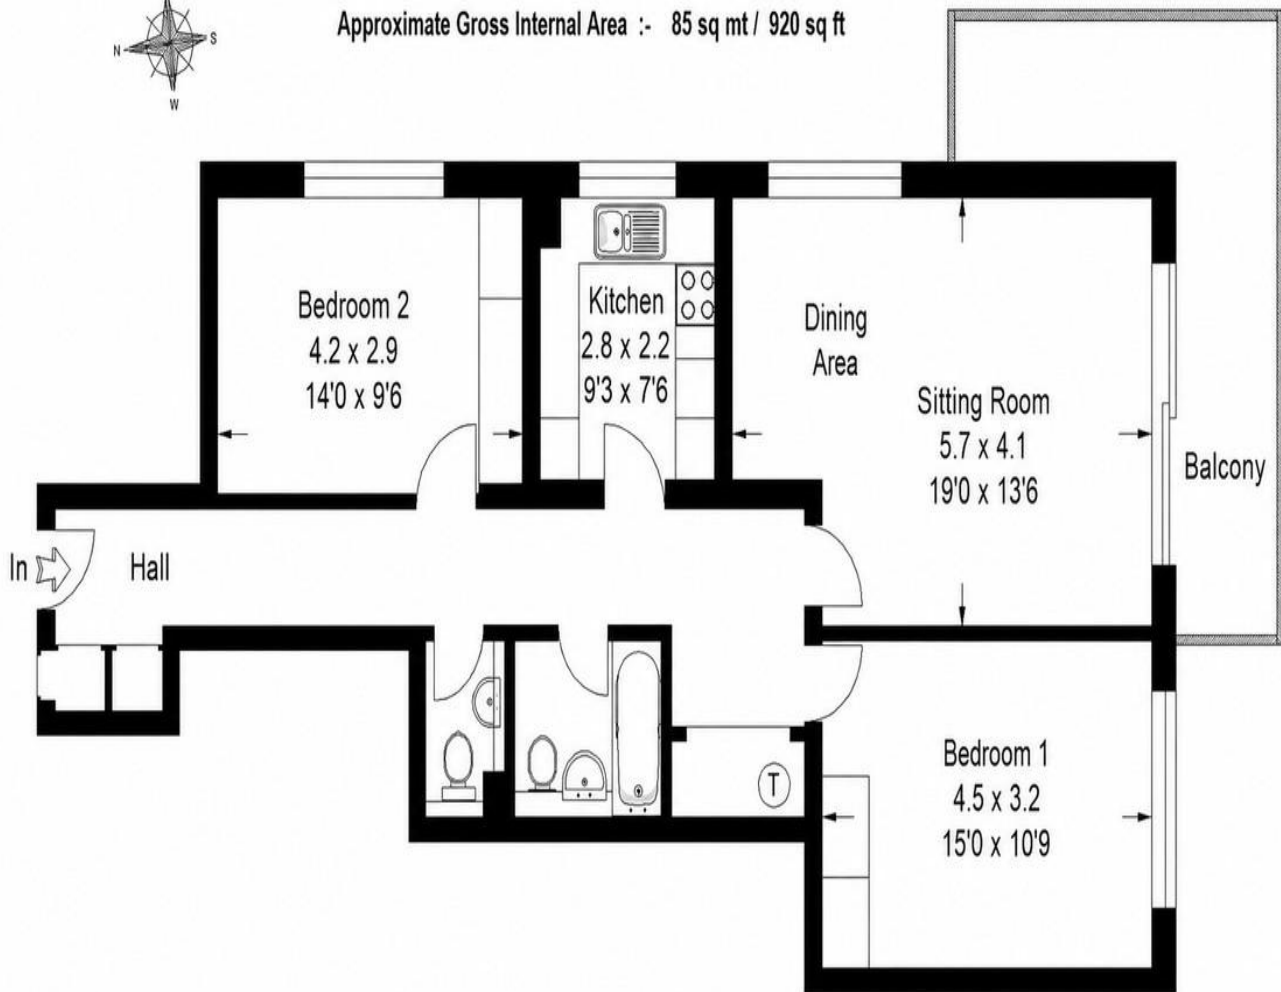 Approximate Gross Internal Area :- 85 sq mt / 920 sq ft
N
S
W
Bedroom 2
4.2 x 2.9
14'0 x 9'6
Kitchen
2.8 x 2.2
9'3 x 7'6
Dining
Area
Sitting Room
5.7 x 4.1
19'0 x 13'6
Balcony
In
Hall
T
Bedroom 1
4.5 x 3.2
15'0 x 10'9